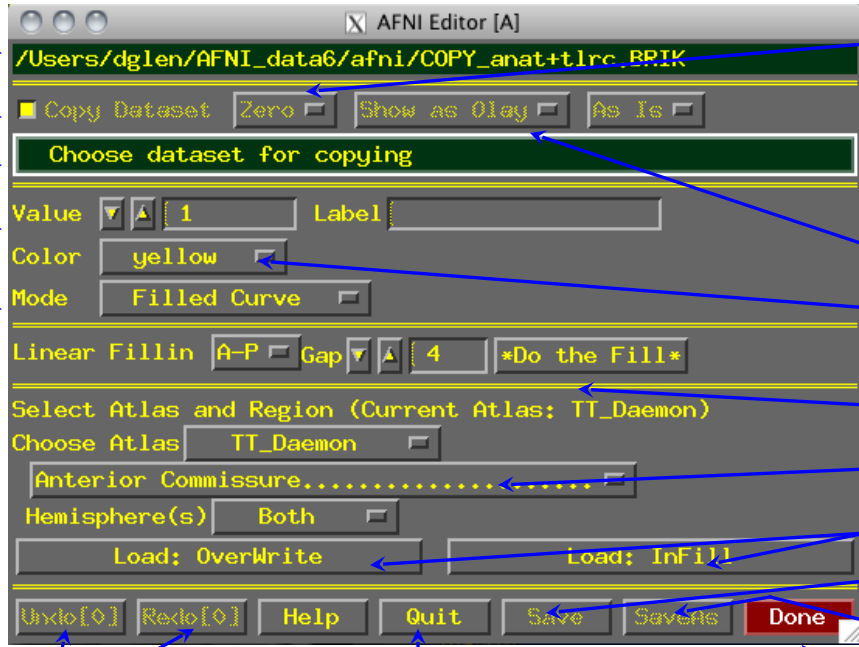 AFNI Editor [A]
/Users/dglen/AFNI_data6/afni/COPY_anat+tlrc.BRIK
Copy Dataset Zero Show as Olay As Is
Choose dataset for copying
Value 1 Label
Color yellow
Mode Filled Curve
Linear Fillin A-P Gap 4 *Do the Fill*
Select Atlas and Region (Current Atlas: TT_Daemon)
Choose Atlas TT_Daemon
Anterior Commissure......................
Hemisphere(s) Both
Load: OverWrite Load: InFill
Undo[0] Redo[0] Help Quit Save SaveAs Done